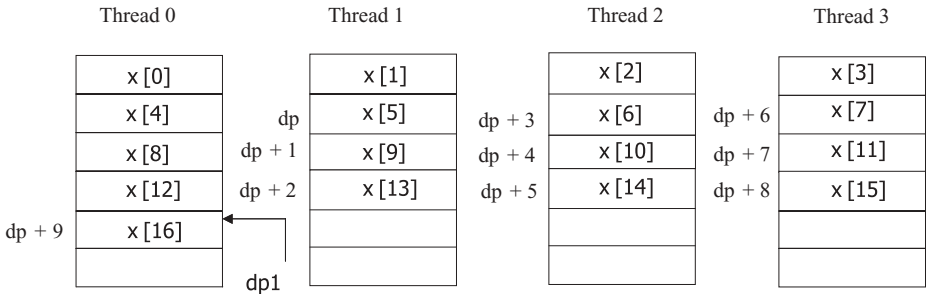 Thread 0 Thread 1 Thread 2 Thread 3
x [0] x [1] x [2] x [3]
x [4] dp x [5] dp + 3 x [6] dp + 6 x [7]
x [8] dp + 1 x [9] dp + 4 x [10] dp + 7 x [11]
x [12] dp + 2 x [13] dp + 5 x [14] dp + 8 x [15]
dp + 9 x [16]
dp1